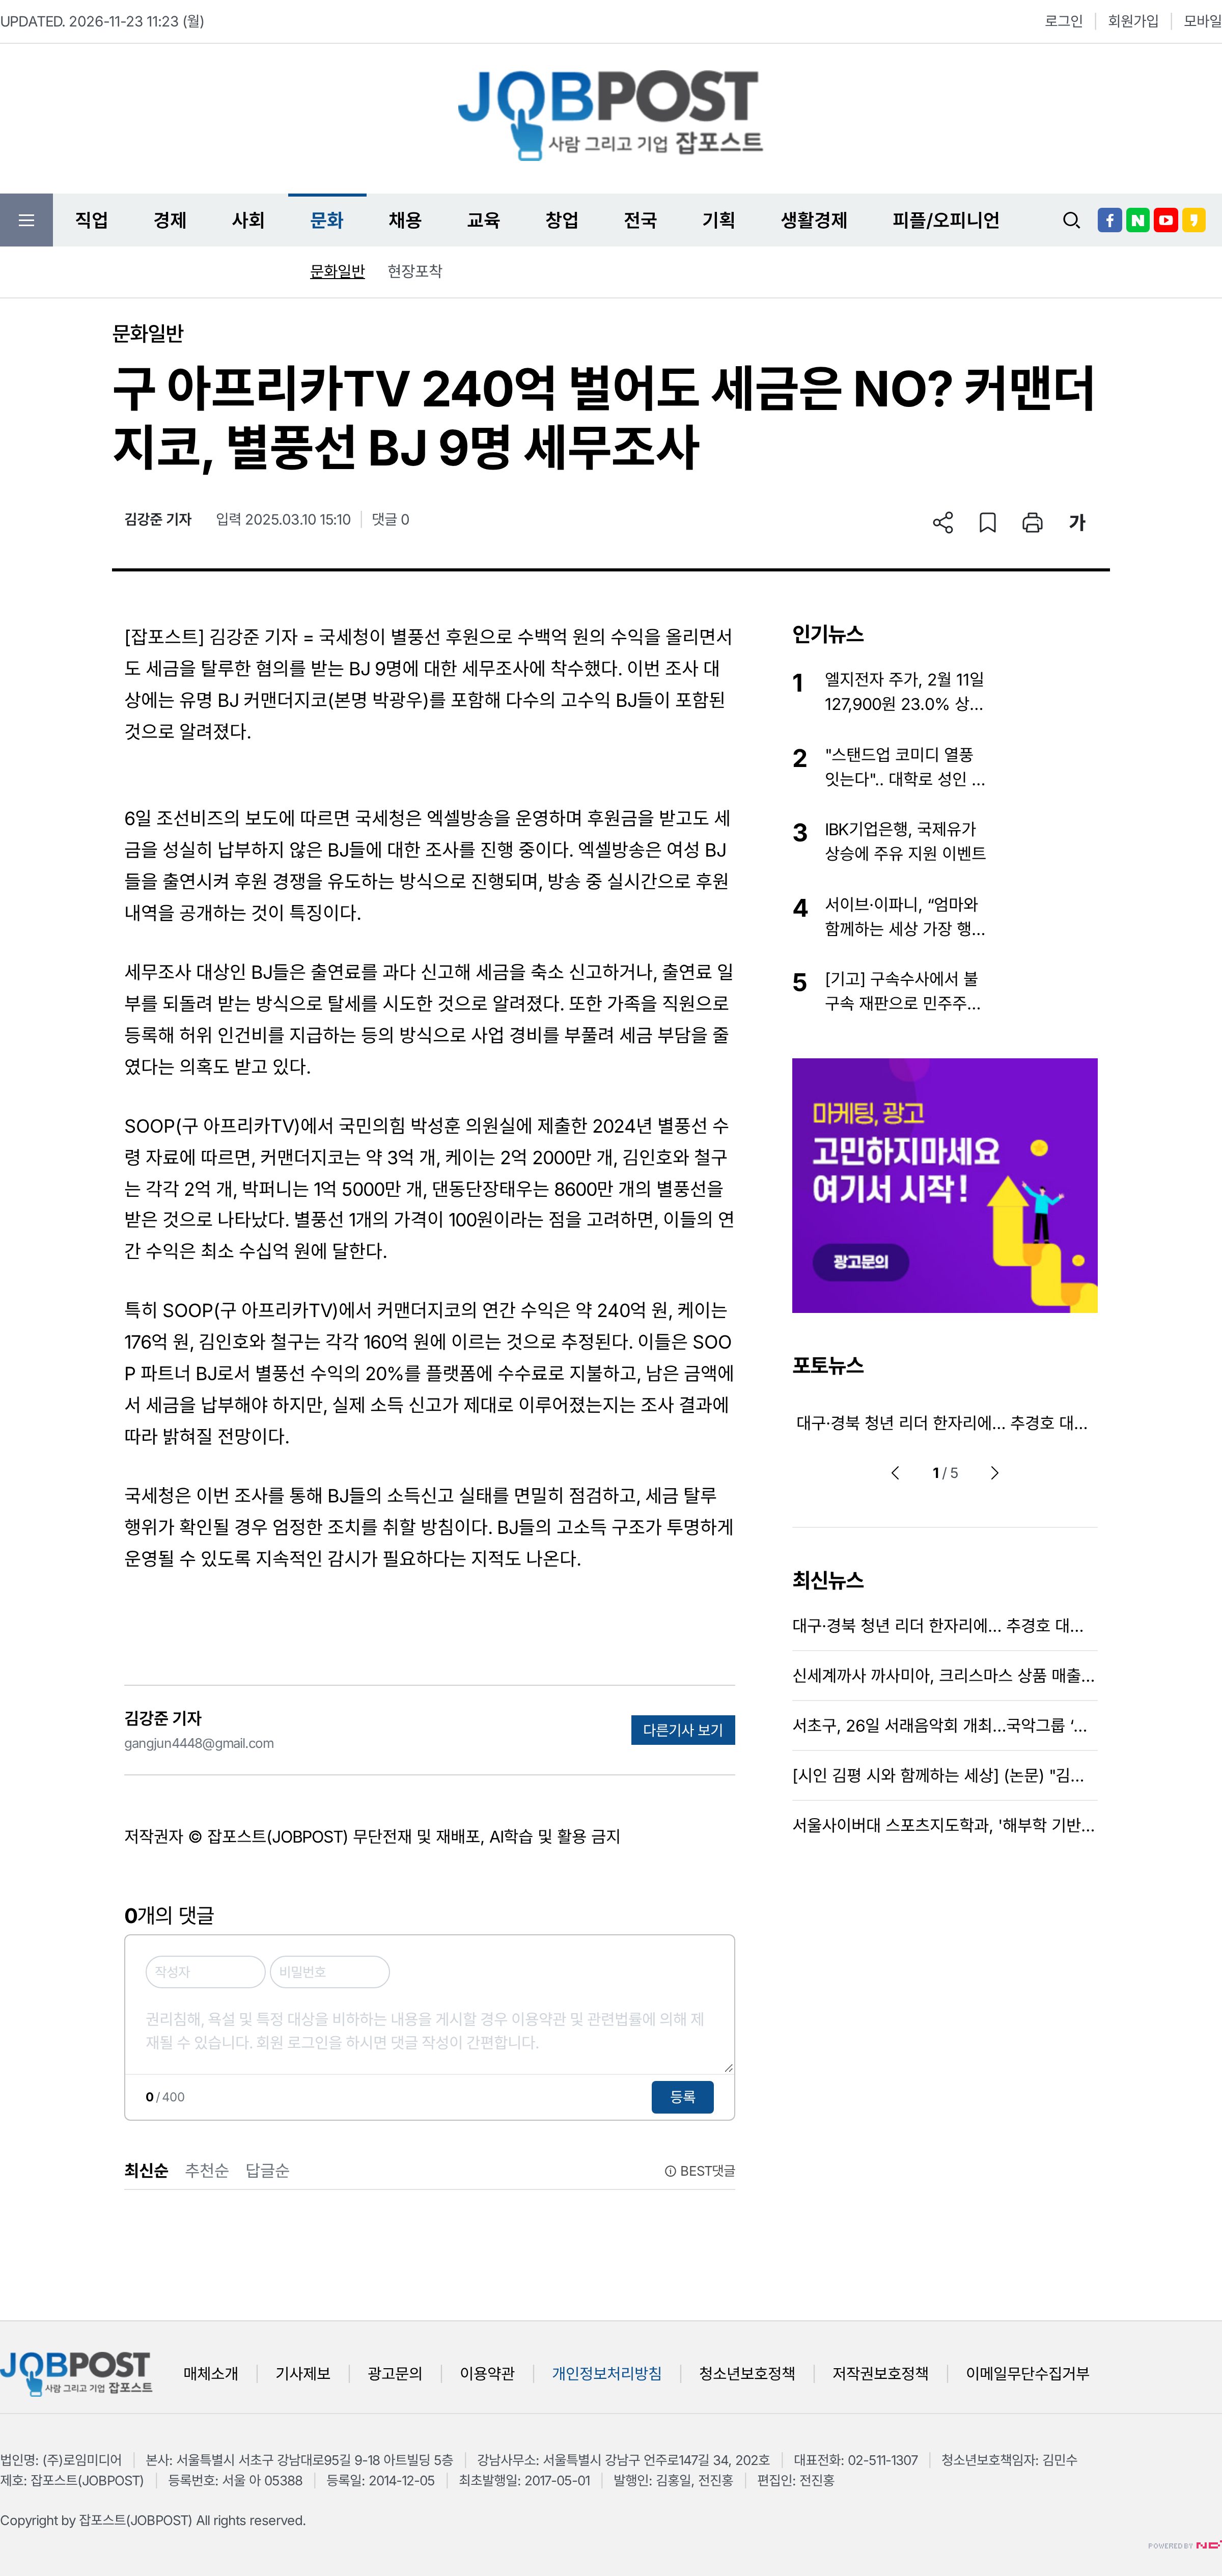 UPDATED. 2026-11-23 11:23 (월)
로그인
회원가입
모바일
JOBPOST
사람 그리고 기업 잡포스트
직업 경제 사회 문화 채용 교육 창업 전국 기획 생활경제 피플/오피니언
문화일반 현장포착
문화일반
구 아프리카TV 240억 벌어도 세금은 NO? 커맨더
지코, 별풍선 BJ 9명 세무조사
김강준 기자 입력 2025.03.10 15:10 댓글 0
가
[잡포스트] 김강준 기자 = 국세청이 별풍선 후원으로 수백억 원의 수익을 올리면서
도 세금을 탈루한 혐의를 받는 BJ 9명에 대한 세무조사에 착수했다. 이번 조사 대
상에는 유명 BJ 커맨더지코(본명 박광우)를 포함해 다수의 고수익 BJ들이 포함된
것으로 알려졌다.
6일 조선비즈의 보도에 따르면 국세청은 엑셀방송을 운영하며 후원금을 받고도 세
금을 성실히 납부하지 않은 BJ들에 대한 조사를 진행 중이다. 엑셀방송은 여성 BJ
들을 출연시켜 후원 경쟁을 유도하는 방식으로 진행되며, 방송 중 실시간으로 후원
내역을 공개하는 것이 특징이다.
세무조사 대상인 BJ들은 출연료를 과다 신고해 세금을 축소 신고하거나, 출연료 일
부를 되돌려 받는 방식으로 탈세를 시도한 것으로 알려졌다. 또한 가족을 직원으로
등록해 허위 인건비를 지급하는 등의 방식으로 사업 경비를 부풀려 세금 부담을 줄
였다는 의혹도 받고 있다.
SOOP(구 아프리카TV)에서 국민의힘 박성훈 의원실에 제출한 2024년 별풍선 수
령 자료에 따르면, 커맨더지코는 약 3억 개, 케이는 2억 2000만 개, 김인호와 철구
는 각각 2억 개, 박퍼니는 1억 5000만 개, 댄동단장태우는 8600만 개의 별풍선을
받은 것으로 나타났다. 별풍선 1개의 가격이 100원이라는 점을 고려하면, 이들의 연
간 수익은 최소 수십억 원에 달한다.
특히 SOOP(구 아프리카TV)에서 커맨더지코의 연간 수익은 약 240억 원, 케이는
176억 원, 김인호와 철구는 각각 160억 원에 이르는 것으로 추정된다. 이들은 SOO
P 파트너 BJ로서 별풍선 수익의 20%를 플랫폼에 수수료로 지불하고, 남은 금액에
서 세금을 납부해야 하지만, 실제 소득 신고가 제대로 이루어졌는지는 조사 결과에
따라 밝혀질 전망이다.
국세청은 이번 조사를 통해 BJ들의 소득신고 실태를 면밀히 점검하고, 세금 탈루
행위가 확인될 경우 엄정한 조치를 취할 방침이다. BJ들의 고소득 구조가 투명하게
운영될 수 있도록 지속적인 감시가 필요하다는 지적도 나온다.
김강준 기자
gangjun4448@gmail.com
다른기사 보기
저작권자 © 잡포스트(JOBPOST) 무단전재 및 재배포, AI학습 및 활용 금지
0개의 댓글
작성자 비밀번호
권리침해, 욕설 및 특정 대상을 비하하는 내용을 게시할 경우 이용약관 및 관련법률에 의해 제
재될 수 있습니다. 회원 로그인을 하시면 댓글 작성이 간편합니다.
0 / 400
등록
최신순 추천순 답글순
BEST댓글
인기뉴스
1 엘지전자 주가, 2월 11일
127,900원 23.0% 상...
2 "스탠드업 코미디 열풍
잇는다".. 대학로 성인 ...
3 IBK기업은행, 국제유가
상승에 주유 지원 이벤트
4 서이브·이파니, “엄마와
함께하는 세상 가장 행...
5 [기고] 구속수사에서 불
구속 재판으로 민주주...
마케팅, 광고
고민하지마세요
여기서 시작!
광고문의
포토뉴스
대구·경북 청년 리더 한자리에… 추경호 대...
1 / 5
최신뉴스
대구·경북 청년 리더 한자리에… 추경호 대...
신세계까사 까사미아, 크리스마스 상품 매출...
서초구, 26일 서래음악회 개최…국악그룹 ‘...
[시인 김평 시와 함께하는 세상] (논문) "김...
서울사이버대 스포츠지도학과, '해부학 기반...
JOBPOST
사람 그리고 기업 잡포스트
매체소개 기사제보 광고문의 이용약관 개인정보처리방침 청소년보호정책 저작권보호정책 이메일무단수집거부
법인명: (주)로임미디어 본사: 서울특별시 서초구 강남대로95길 9-18 아트빌딩 5층 강남사무소: 서울특별시 강남구 언주로147길 34, 202호 대표전화: 02-511-1307 청소년보호책임자: 김민수
제호: 잡포스트(JOBPOST) 등록번호: 서울 아 05388 등록일: 2014-12-05 최초발행일: 2017-05-01 발행인: 김홍일, 전진홍 편집인: 전진홍
Copyright by 잡포스트(JOBPOST) All rights reserved.
POWERED BY